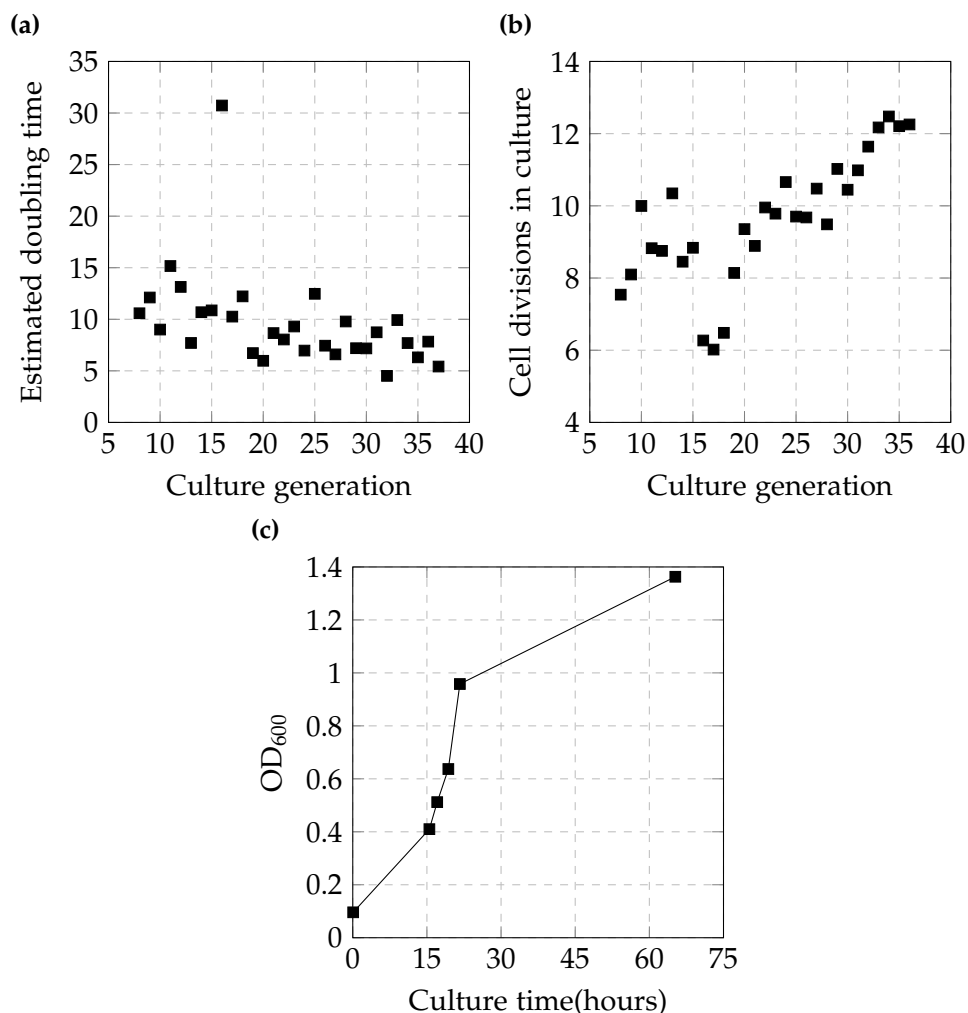 (a)
35
30
25
20
15
10
5
0
Estimated doubling time
5 10 15 20 25 30 35 40
Culture generation
(b)
14
12
10
8
6
4
Cell divisions in culture
5 10 15 20 25 30 35 40
Culture generation
(c)
1.4
1.2
1
0.8
0.6
0.4
0.2
0
OD600
0 15 30 45 60 75
Culture time(hours)